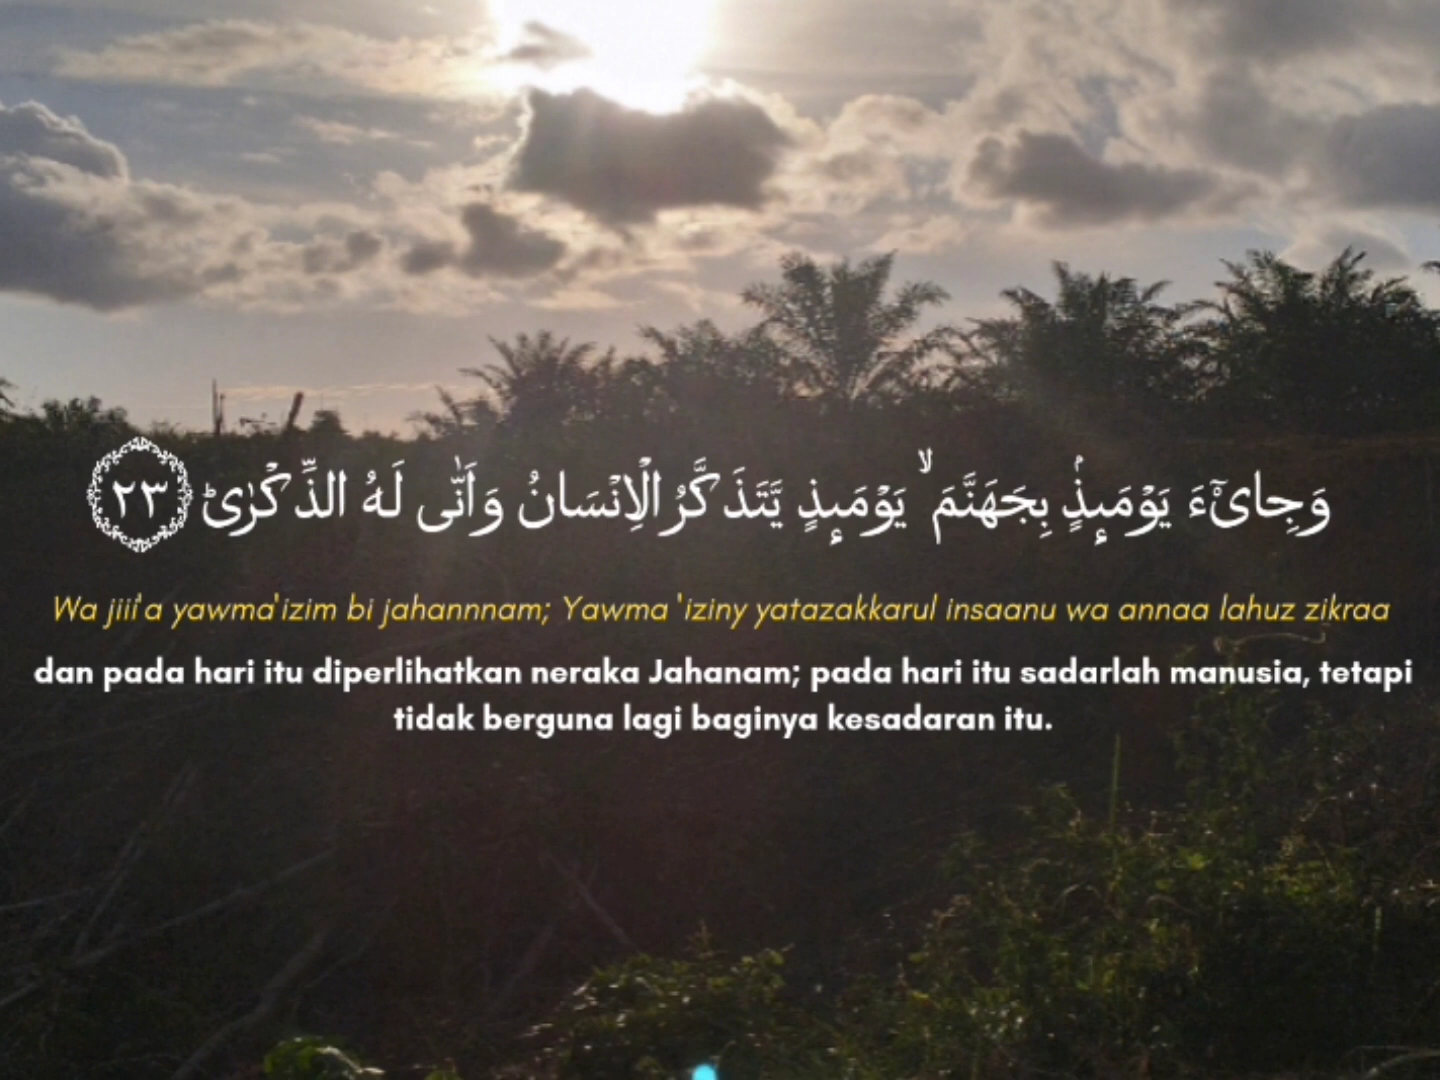 وَجِايْۤءَ يَوْمَىِٕذٍۢ بِجَهَنَّمَ ۙ يَوْمَىِٕذٍ يَّتَذَكَّرُ الْاِنْسَانُ وَاَنّٰى لَهُ الذِّكْرٰىۗ ٢٣
Wa jiii'a yawma'izim bi jahannnam; Yawma 'iziny yatazakkarul insaanu wa annaa lahuz zikraa
dan pada hari itu diperlihatkan neraka Jahanam; pada hari itu sadarlah manusia, tetapi
tidak berguna lagi baginya kesadaran itu.